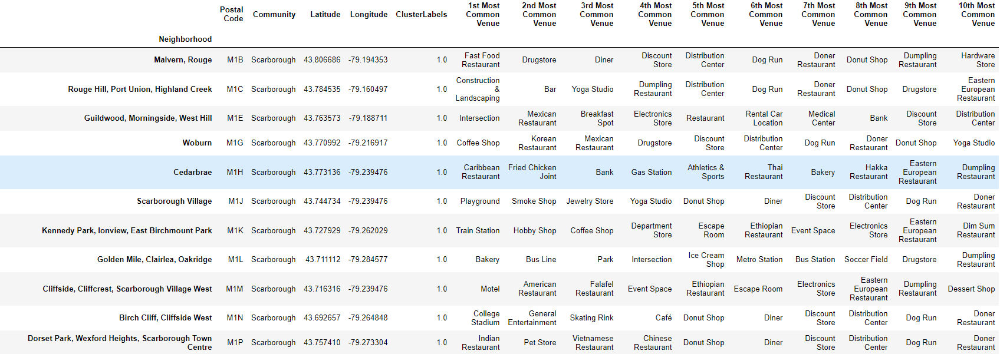 Postal Code Community Latitude Longitude ClusterLabels 1st Most Common Venue 2nd Most Common Venue 3rd Most Common Venue 4th Most Common Venue 5th Most Common Venue 6th Most Common Venue 7th Most Common Venue 8th Most Common Venue 9th Most Common Venue 10th Most Common Venue
Neighborhood
Malvern, Rouge M1B Scarborough 43.806686 -79.194353 1.0 Fast Food Restaurant Drugstore Diner Discount Store Distribution Center Dog Run Doner Restaurant Donut Shop Dumpling Restaurant Hardware Store
Rouge Hill, Port Union, Highland Creek M1C Scarborough 43.784535 -79.160497 1.0 Construction & Landscaping Bar Yoga Studio Dumpling Restaurant Distribution Center Dog Run Doner Restaurant Donut Shop Drugstore Eastern European Restaurant
Guildwood, Morningside, West Hill M1E Scarborough 43.763573 -79.188711 1.0 Intersection Mexican Restaurant Breakfast Spot Electronics Store Restaurant Rental Car Location Medical Center Bank Discount Store Distribution Center
Woburn M1G Scarborough 43.770992 -79.216917 1.0 Coffee Shop Korean Restaurant Mexican Restaurant Drugstore Discount Store Distribution Center Dog Run Doner Restaurant Donut Shop Yoga Studio
Cedarbrae M1H Scarborough 43.773136 -79.239476 1.0 Caribbean Restaurant Fried Chicken Joint Bank Gas Station Athletics & Sports Thai Restaurant Bakery Hakka Restaurant Eastern European Restaurant Dumpling Restaurant
Scarborough Village M1J Scarborough 43.744734 -79.239476 1.0 Playground Smoke Shop Jewelry Store Yoga Studio Donut Shop Diner Discount Store Distribution Center Dog Run Doner Restaurant
Kennedy Park, Ionview, East Birchmount Park M1K Scarborough 43.727929 -79.262029 1.0 Train Station Hobby Shop Coffee Shop Department Store Escape Room Ethiopian Restaurant Event Space Electronics Store Eastern European Restaurant Dim Sum Restaurant
Golden Mile, Clairlea, Oakridge M1L Scarborough 43.711112 -79.284577 1.0 Bakery Bus Line Park Intersection Ice Cream Shop Metro Station Bus Station Soccer Field Drugstore Dumpling Restaurant
Cliffside, Cliffcrest, Scarborough Village West M1M Scarborough 43.716316 -79.239476 1.0 Motel American Restaurant Falafel Restaurant Event Space Ethiopian Restaurant Escape Room Electronics Store Eastern European Restaurant Dumpling Restaurant Dessert Shop
Birch Cliff, Cliffside West M1N Scarborough 43.692657 -79.264848 1.0 College Stadium General Entertainment Skating Rink Café Donut Shop Diner Discount Store Distribution Center Dog Run Doner Restaurant
Dorset Park, Wexford Heights, Scarborough Town Centre M1P Scarborough 43.757410 -79.273304 1.0 Indian Restaurant Pet Store Vietnamese Restaurant Chinese Restaurant Donut Shop Diner Discount Store Distribution Center Dog Run Doner Restaurant